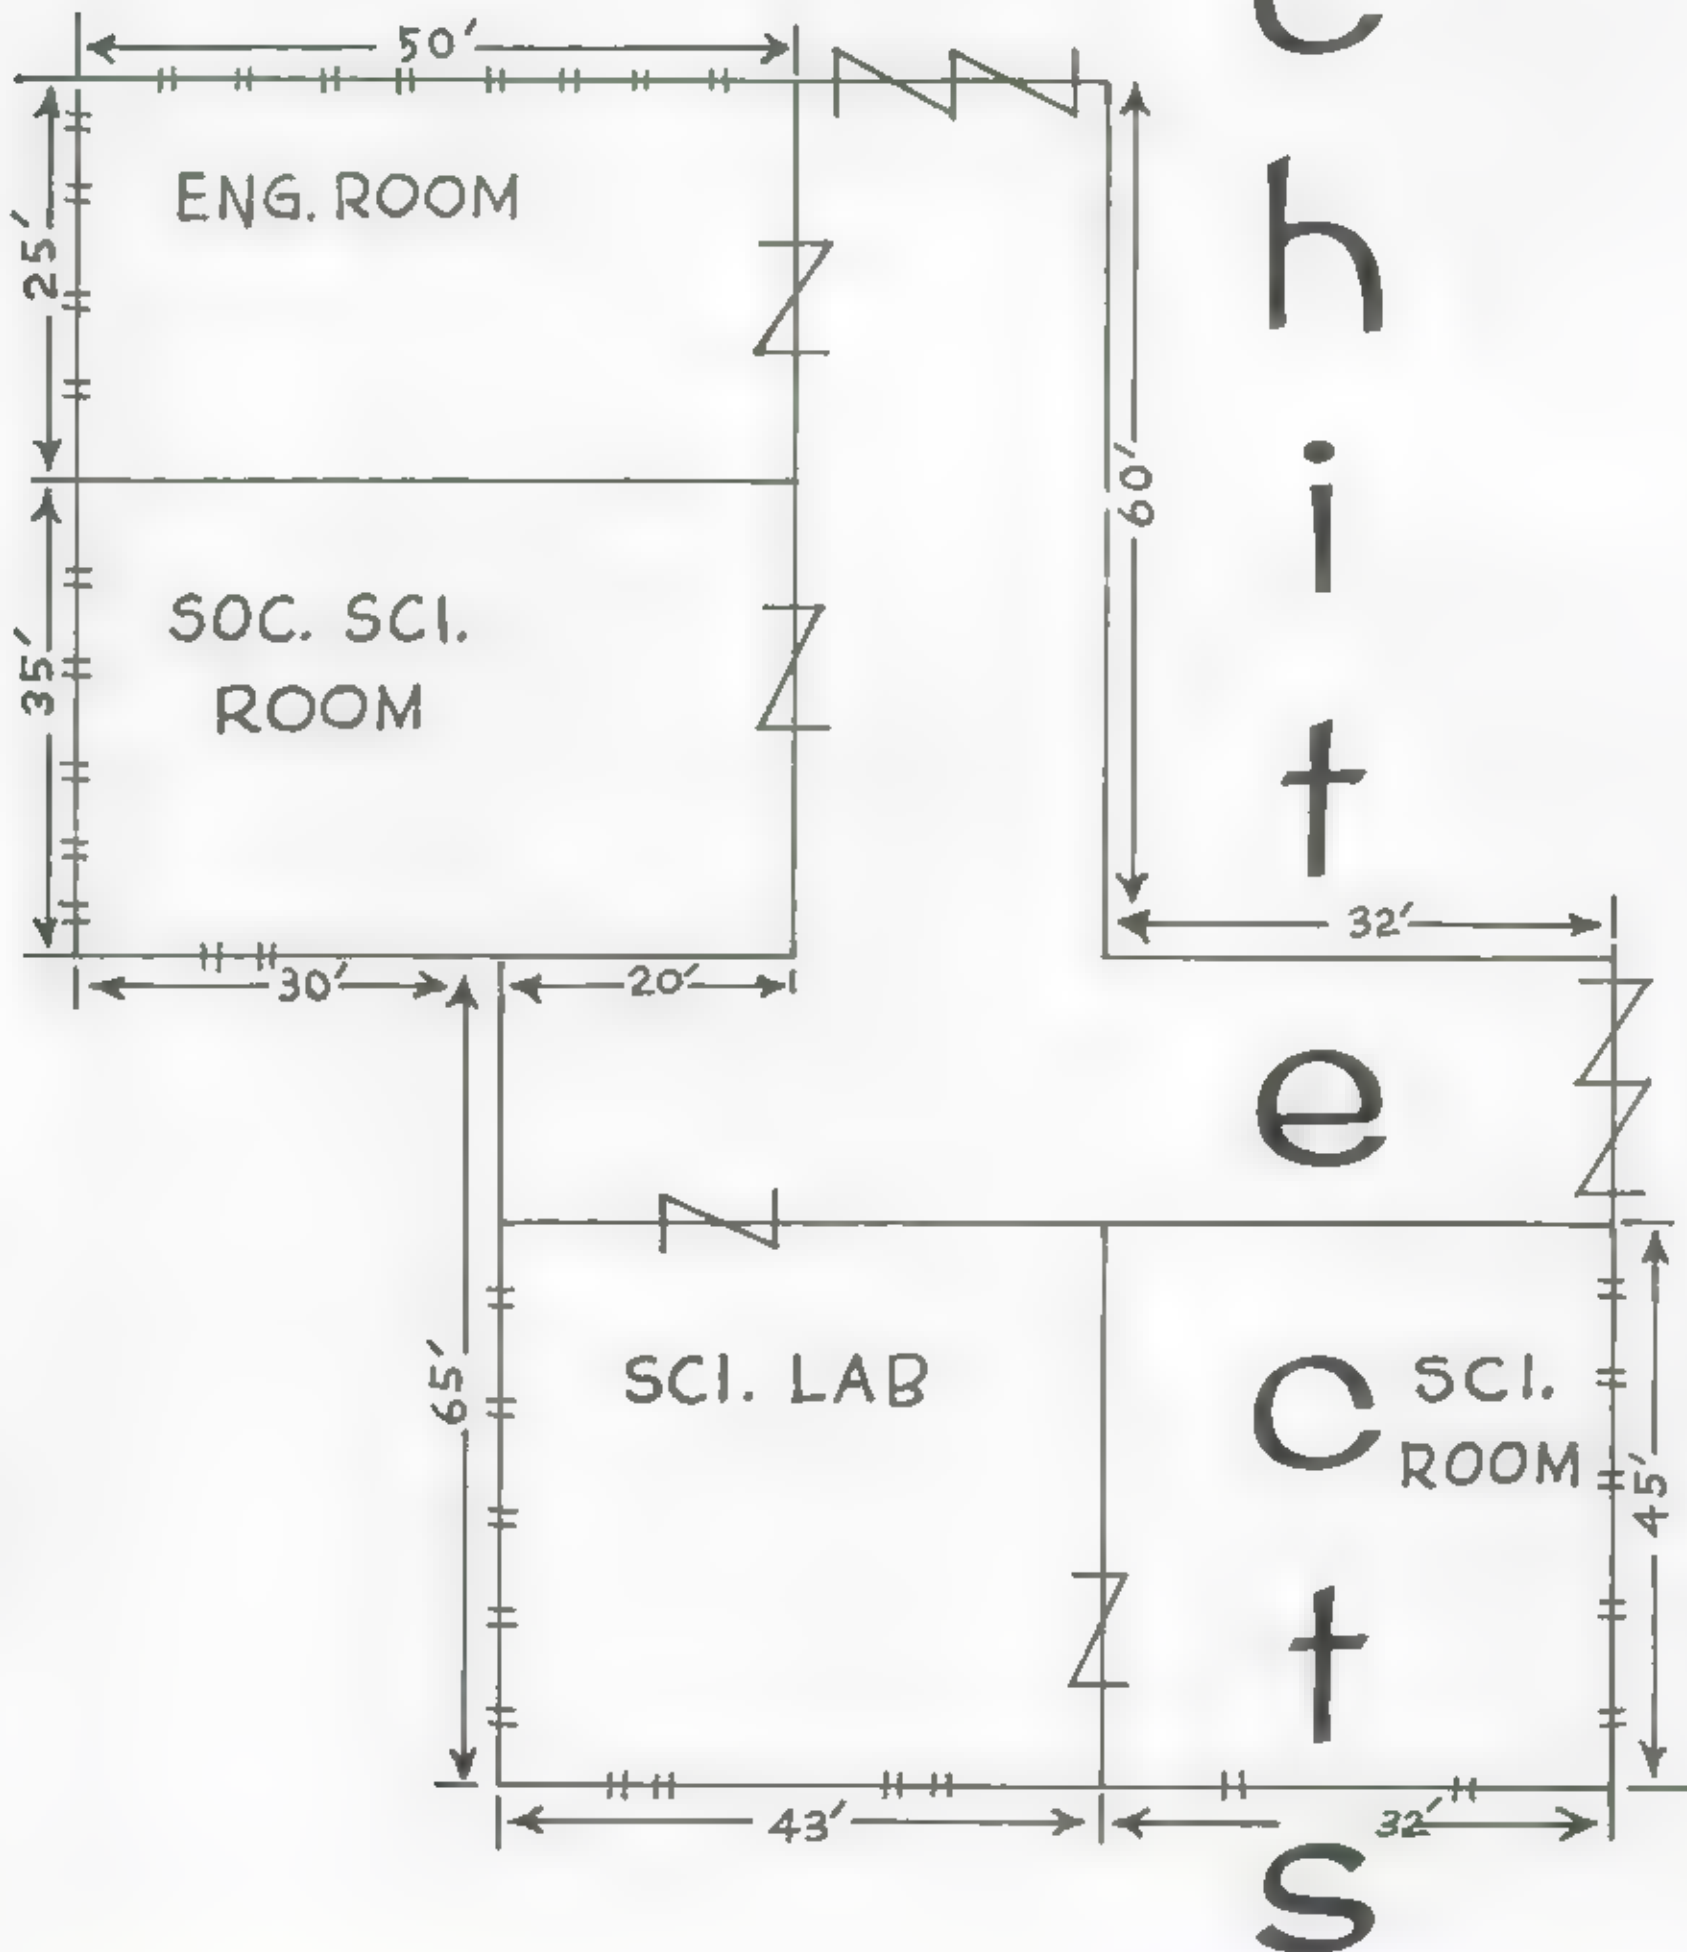 50′
ENG. ROOM
25′
SOC. SCI.
ROOM
35′
60′
32′
30′
20′
65′
SCI. LAB
SCI.
ROOM
45′
43′
32′
c
h
i
t
e
c
t
s